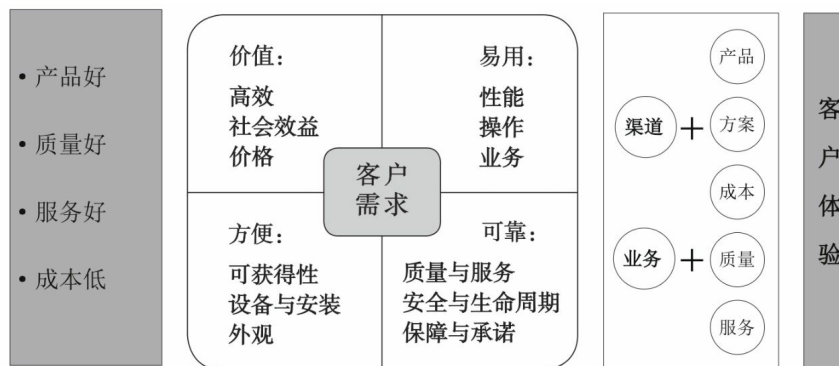 • 产品好
• 质量好
• 服务好
• 成本低
价值：
高效
社会效益
价格
易用：
性能
操作
业务
客户
需求
方便：
可获得性
设备与安装
外观
可靠：
质量与服务
安全与生命周期
保障与承诺
产品
渠道 + 方案
成本
业务 + 质量
服务
客
户
体
验